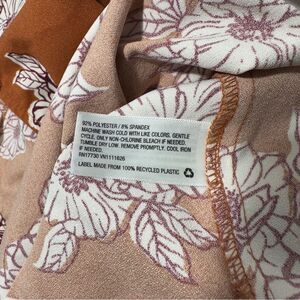 92% POLYESTER / 8% SPANDEX
MACHINE WASH COLD WITH LIKE COLORS. GENTLE
CYCLE. ONLY NON-CHLORINE BLEACH IF NEEDED.
TUMBLE DRY LOW. REMOVE PROMPTLY. COOL IRON
IF NEEDED.
RN17730 VN1111626
LABEL MADE FROM 100% RECYCLED PLASTIC